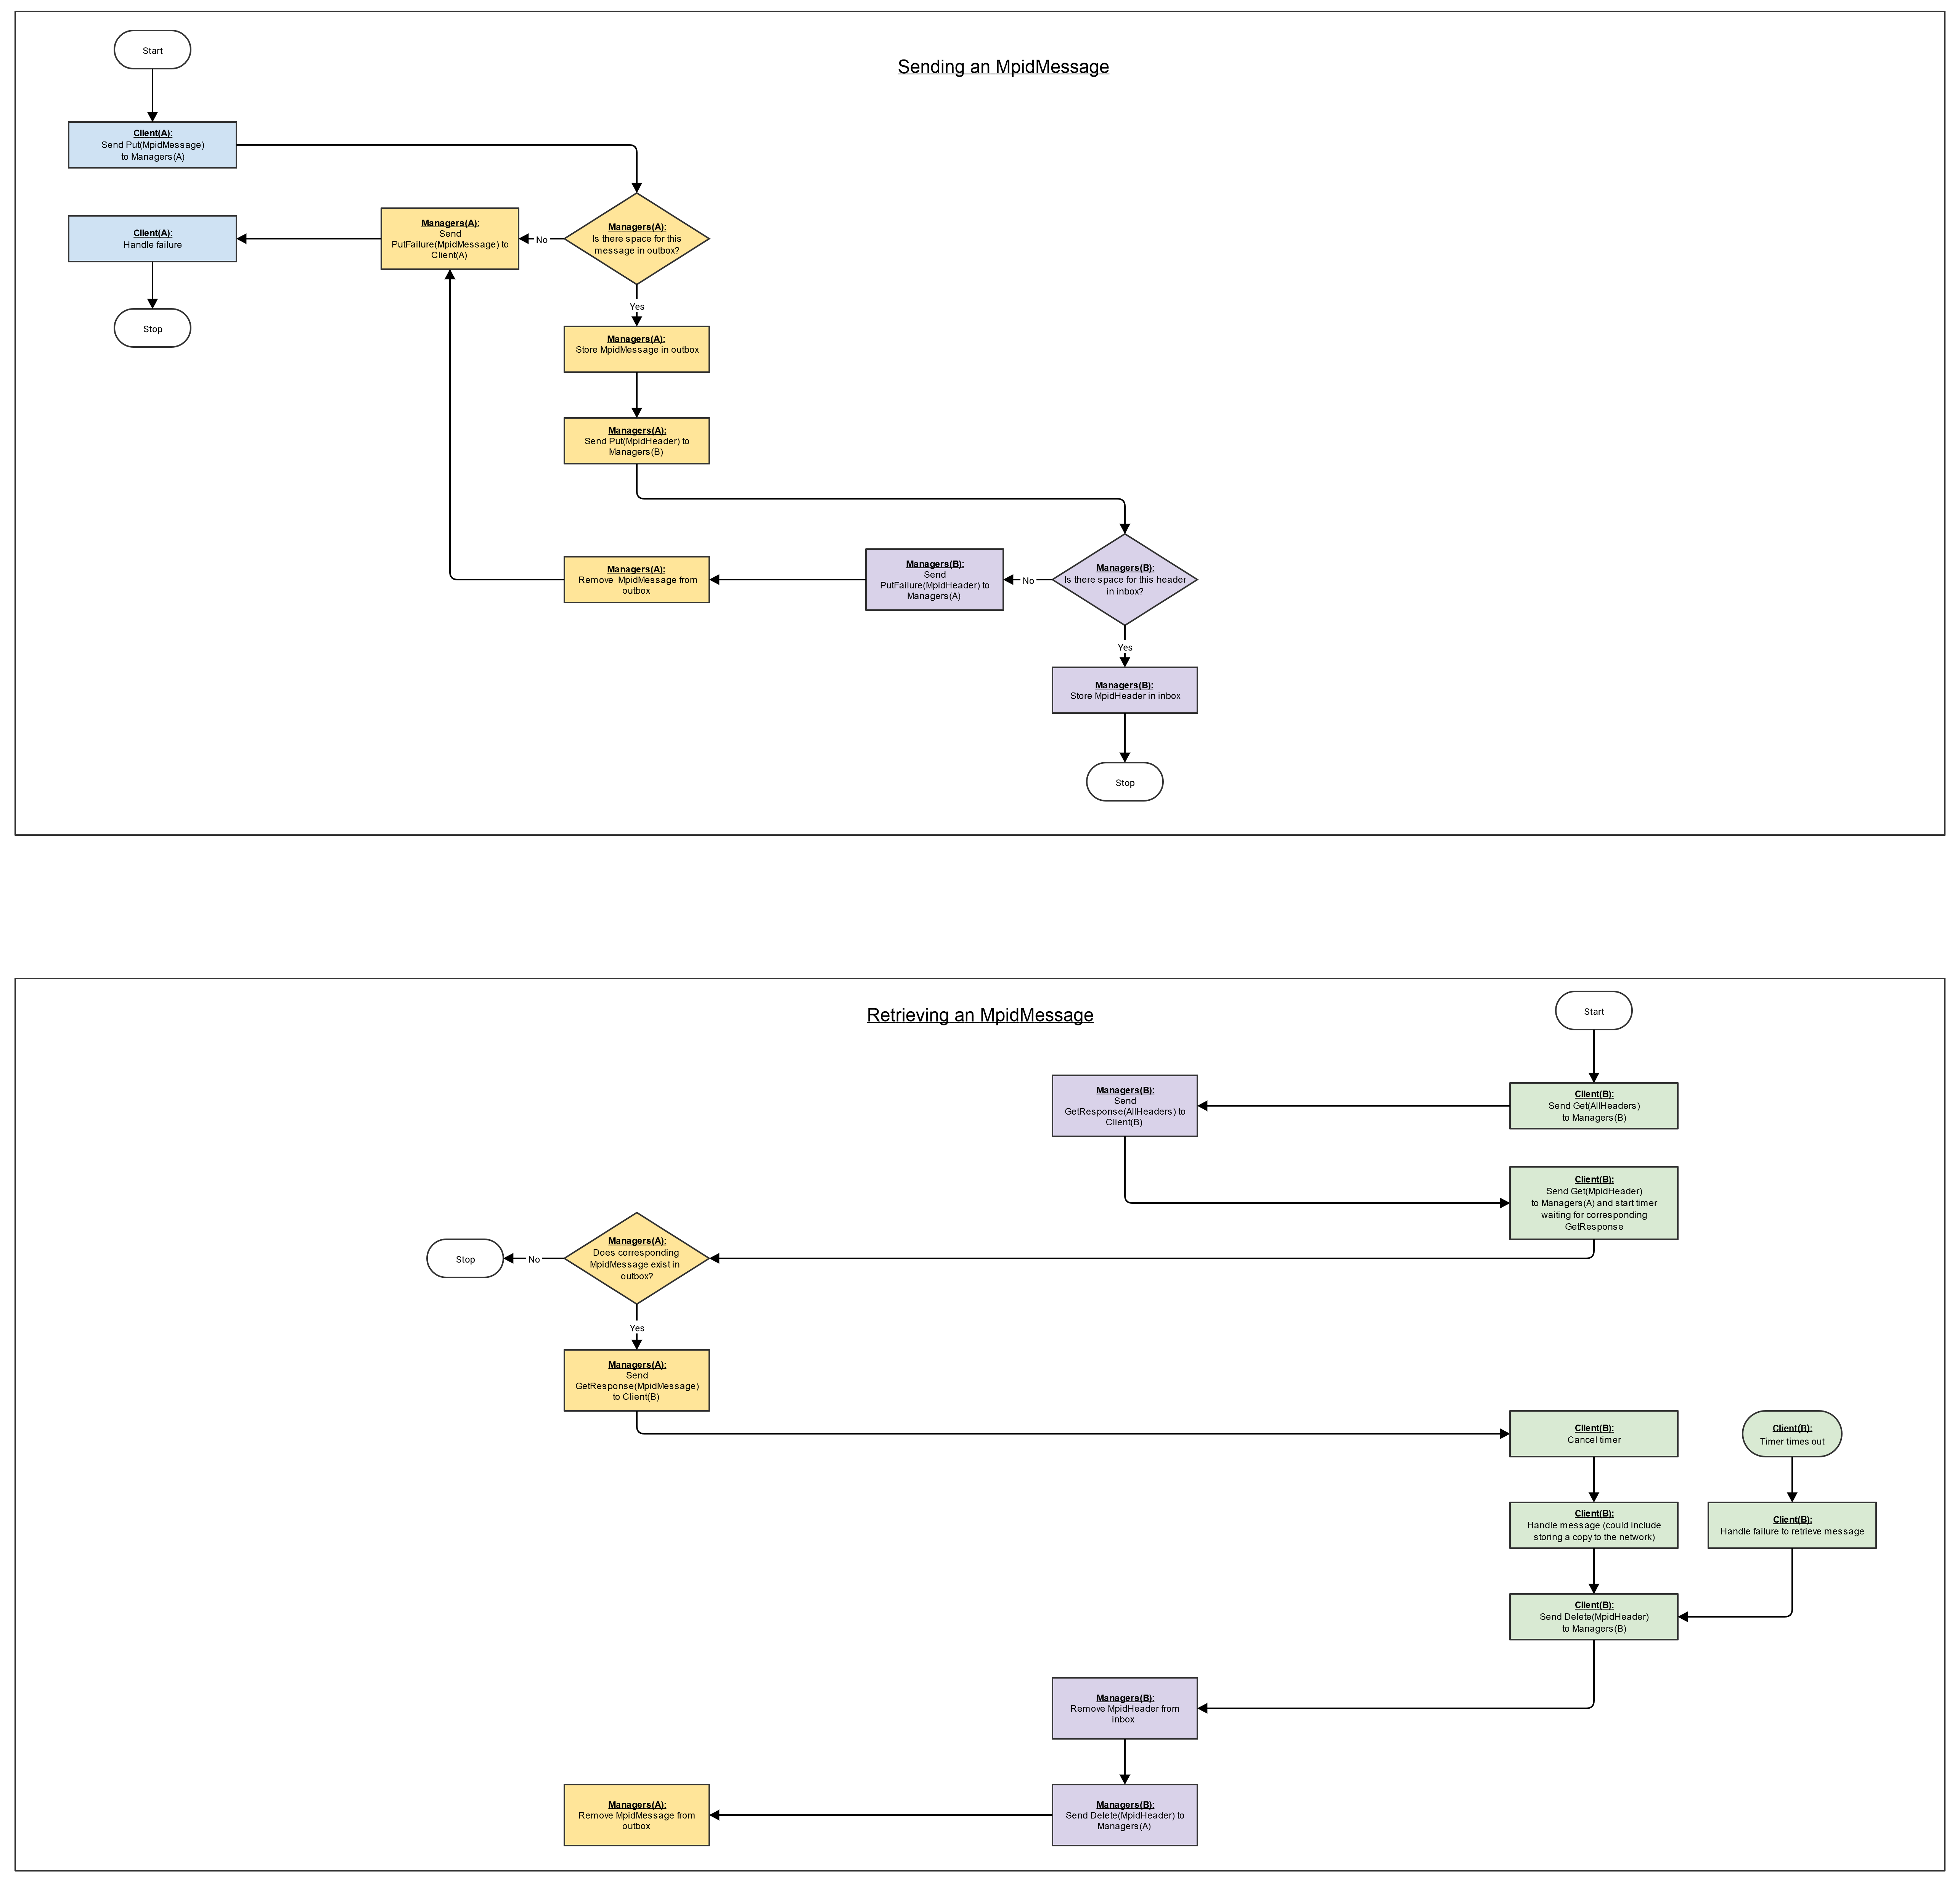 Start
Sending an MpidMessage
Client(A):
Send Put(MpidMessage)
to Managers(A)
Managers(A):
Is there space for this
message in outbox?
No
Managers(A):
Send
PutFailure(MpidMessage) to
Client(A)
Client(A):
Handle failure
Stop
Yes
Managers(A):
Store MpidMessage in outbox
Managers(A):
Send Put(MpidHeader) to
Managers(B)
Managers(B):
Is there space for this header
in inbox?
No
Managers(B):
Send
PutFailure(MpidHeader) to
Managers(A)
Managers(A):
Remove MpidMessage from
outbox
Yes
Managers(B):
Store MpidHeader in inbox
Stop
Retrieving an MpidMessage
Start
Client(B):
Send Get(AllHeaders)
to Managers(B)
Managers(B):
Send
GetResponse(AllHeaders) to
Client(B)
Client(B):
Send Get(MpidHeader)
to Managers(A) and start timer
waiting for corresponding
GetResponse
Managers(A):
Does corresponding
MpidMessage exist in
outbox?
No
Stop
Yes
Managers(A):
Send
GetResponse(MpidMessage)
to Client(B)
Client(B):
Cancel timer
Client(B):
Timer times out
Client(B):
Handle message (could include
storing a copy to the network)
Client(B):
Handle failure to retrieve message
Client(B):
Send Delete(MpidHeader)
to Managers(B)
Managers(B):
Remove MpidHeader from
inbox
Managers(B):
Send Delete(MpidHeader) to
Managers(A)
Managers(A):
Remove MpidMessage from
outbox